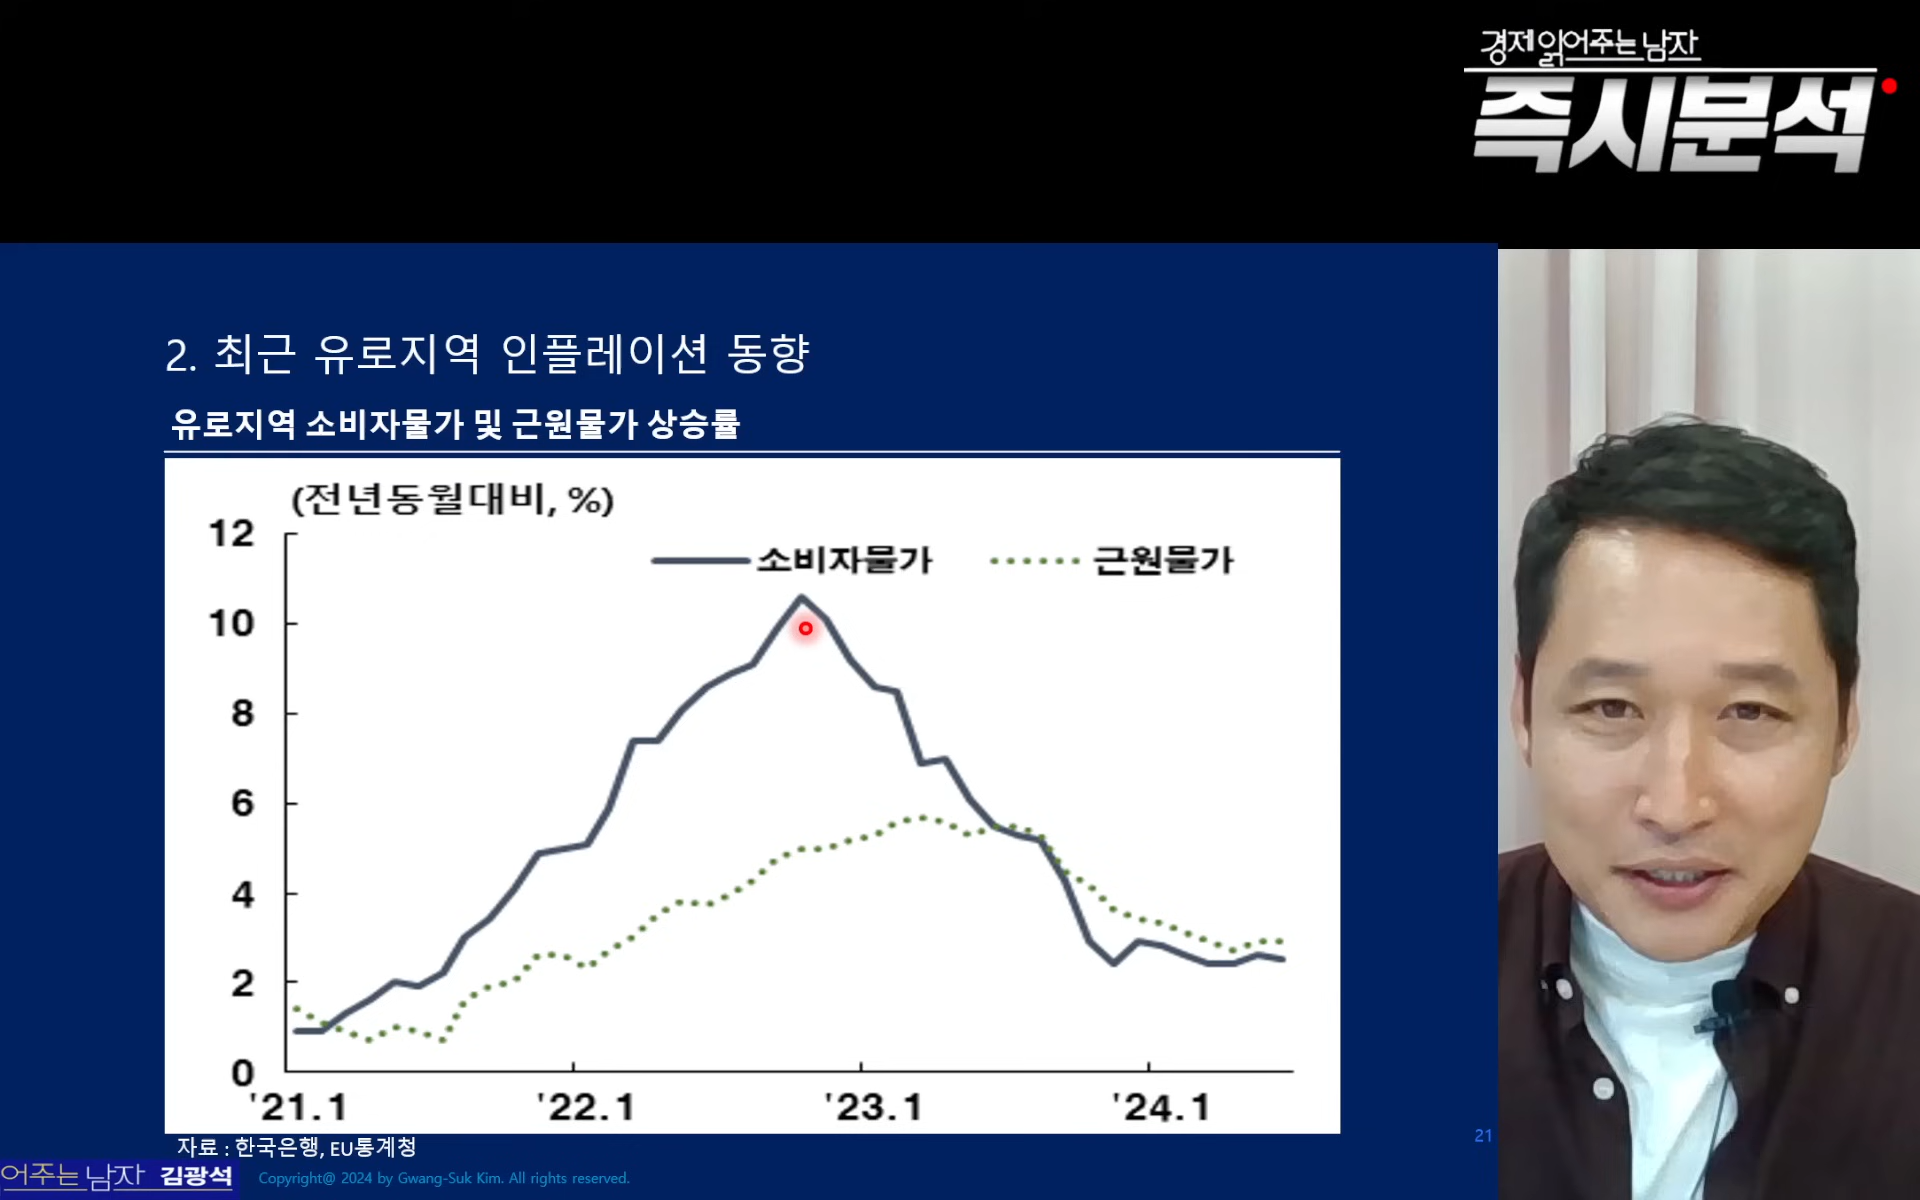 경제 읽어주는 남자
즉시분석
2. 최근 유로지역 인플레이션 동향
유로지역 소비자물가 및 근원물가 상승률
(전년동월대비, %)
소비자물가 근원물가
12
10
8
6
4
2
0
'21.1 '22.1 '23.1 '24.1
자료 : 한국은행, EU통계청
21
어주는 남자 김광석
Copyright@ 2024 by Gwang-Suk Kim. All rights reserved.